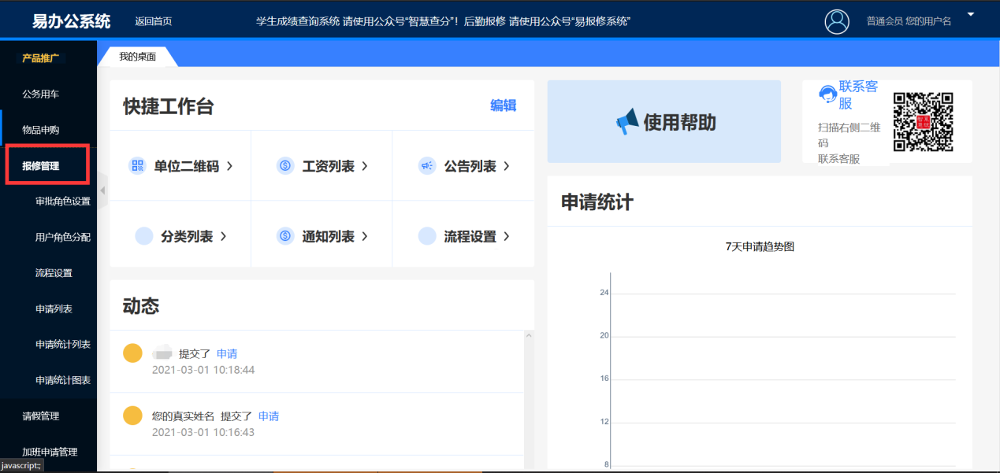 易办公系统
返回首页
学生成绩查询系统 请使用公众号“智慧查分”！后勤报修 请使用公众号“易报修系统”
普通会员 您的用户名
产品推广
公务用车
物品申购
报修管理
审批角色设置
用户角色分配
流程设置
申请列表
申请统计列表
申请统计图表
请假管理
加班申请管理
javascript:;
我的桌面
快捷工作台
编辑
单位二维码
工资列表
公告列表
分类列表
通知列表
流程设置
动态
提交了 申请
2021-03-01 10:18:44
您的真实姓名 提交了 申请
2021-03-01 10:16:43
使用帮助
联系客
服
扫描右侧二维
码
联系客服
申请统计
7天申请趋势图
24
20
16
12
8